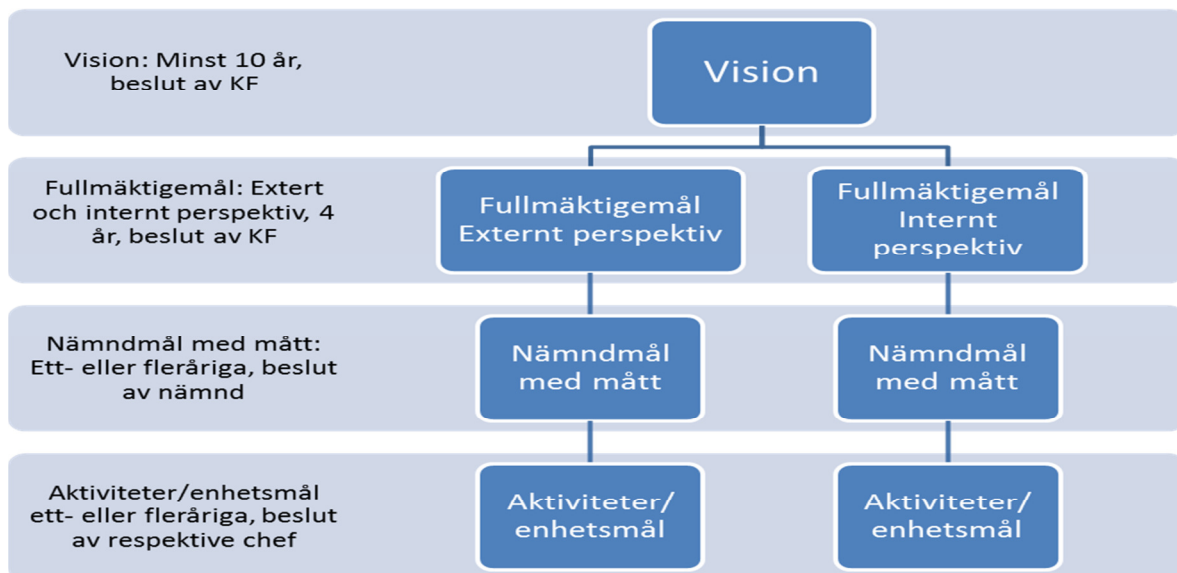 Vision: Minst 10 år,
beslut av KF
Vision
Fullmäktigemål: Extert
och internt perspektiv, 4
år, beslut av KF
Fullmäktigemål
Externt perspektiv
Fullmäktigemål
Internt
perspektiv
Nämndmål med mått:
Ett- eller fleråriga, beslut
av nämnd
Nämndmål
med mått
Nämndmål
med mått
Aktiviteter/enhetsmål
ett- eller fleråriga, beslut
av respektive chef
Aktiviteter/
enhetsmål
Aktiviteter/
enhetsmål